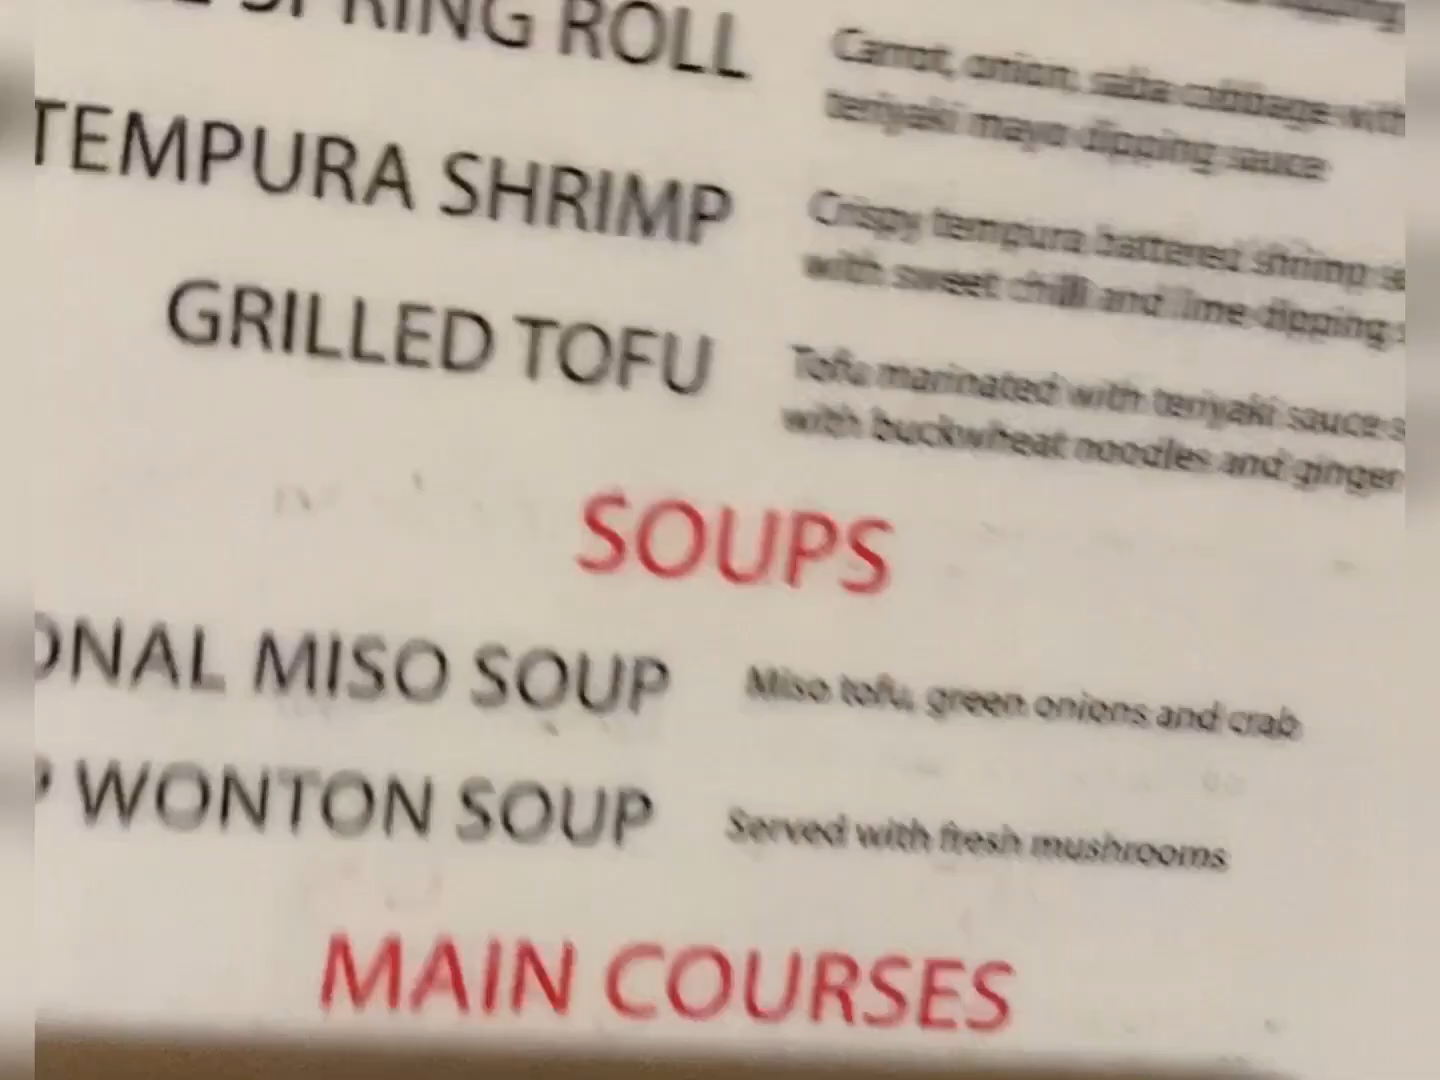 SPRING ROLL
Carrot, onion, cabbage with
teriyaki mayo dipping sauce
TEMPURA SHRIMP
Crispy tempura battered shrimp
with sweet chilli and lime dipping
GRILLED TOFU
Tofu marinated with teriyaki sauce
with buckwheat noodles and ginger
SOUPS
ONAL MISO SOUP
Miso tofu, green onions and crab
WONTON SOUP
Served with fresh mushrooms
MAIN COURSES